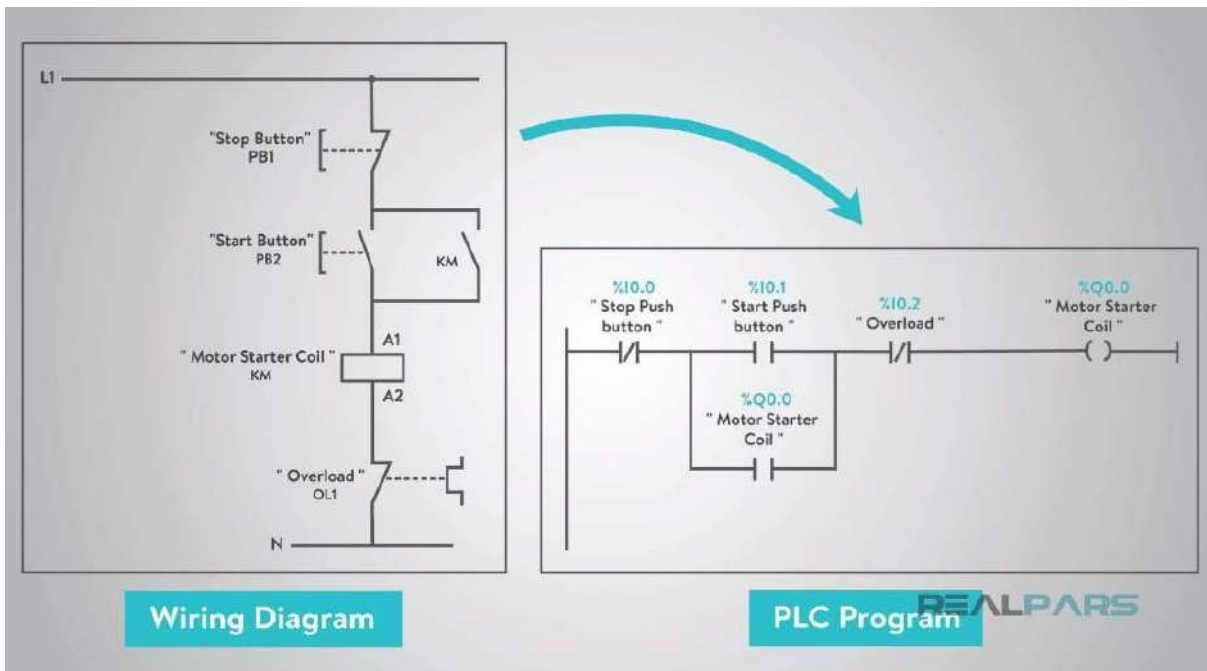 L1
"Stop Button"
PB1
"Start Button"
PB2
KM
A1
" Motor Starter Coil "
KM
A2
" Overload "
OL1
N
Wiring Diagram
%I0.0
" Stop Push
button "
%I0.1
" Start Push
button "
%I0.2
" Overload "
%Q0.0
" Motor Starter
Coil "
%Q0.0
" Motor Starter
Coil "
PLC Program
REALPARS